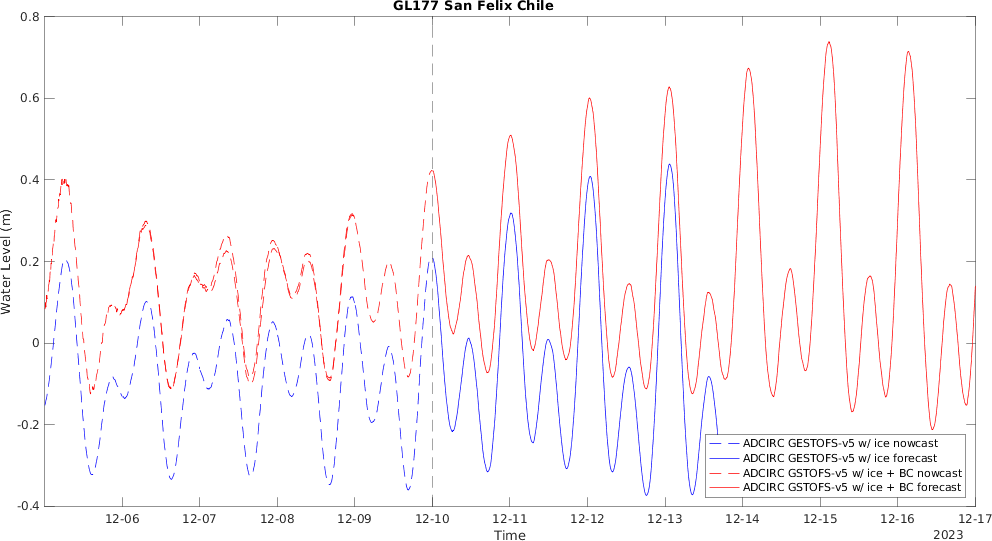 GL177 San Felix Chile
0.8
0.6
0.4
0.2
0
-0.2
-0.4
Water Level (m)
ADCIRC GESTOFS-v5 w/ ice nowcast
ADCIRC GESTOFS-v5 w/ ice forecast
ADCIRC GSTOFS-v5 w/ ice + BC nowcast
ADCIRC GSTOFS-v5 w/ ice + BC forecast
12-06 12-07 12-08 12-09 12-10 12-11 12-12 12-13 12-14 12-15 12-16 12-17
Time
2023